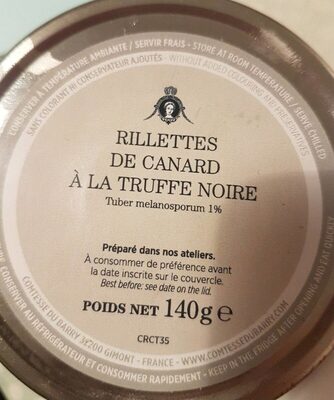 CONSERVER À TEMPÉRATURE AMBIANTE / SERVIR FRAIS - STORE AT ROOM TEMPERATURE / SERVE CHILLED
SANS COLORANT NI CONSERVATEUR AJOUTÉS - WITHOUT ADDED COLOURING AND PRESERVATIVES
RILLETTES
DE CANARD
À LA TRUFFE NOIRE
Tuber melanosporum 1%
Préparé dans nos ateliers.
À consommer de préférence avant
la date inscrite sur le couvercle.
Best before: see date on the lid.
POIDS NET 140g e
CRCT35
COMTESSE DU BARRY 32200 GIMONT - FRANCE - WWW.COMTESSEDUBARRY.COM
AU RÉFRIGÉRATEUR ET CONSOMMER RAPIDEMENT - KEEP IN THE FRIDGE AFTER OPENING AND EAT QUICKLY